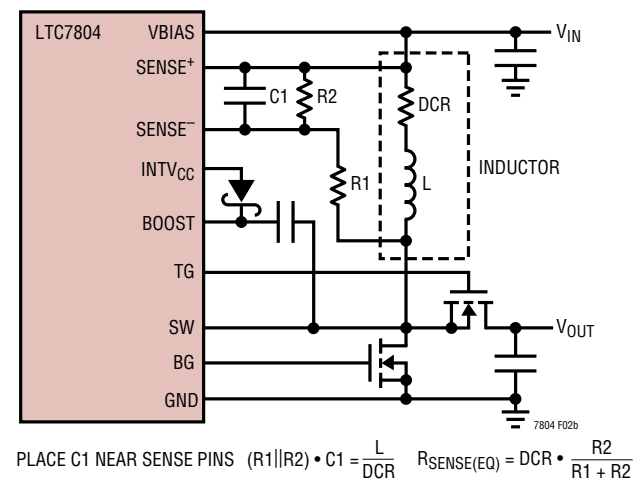 LTC7804
VBIAS
VIN
SENSE+
C1
R2
DCR
SENSE–
INTVCC
R1
L
INDUCTOR
BOOST
TG
SW
VOUT
BG
GND
7804 F02b
PLACE C1 NEAR SENSE PINS (R1||R2) • C1 = L/DCR RSENSE(EQ) = DCR • R2/R1 + R2